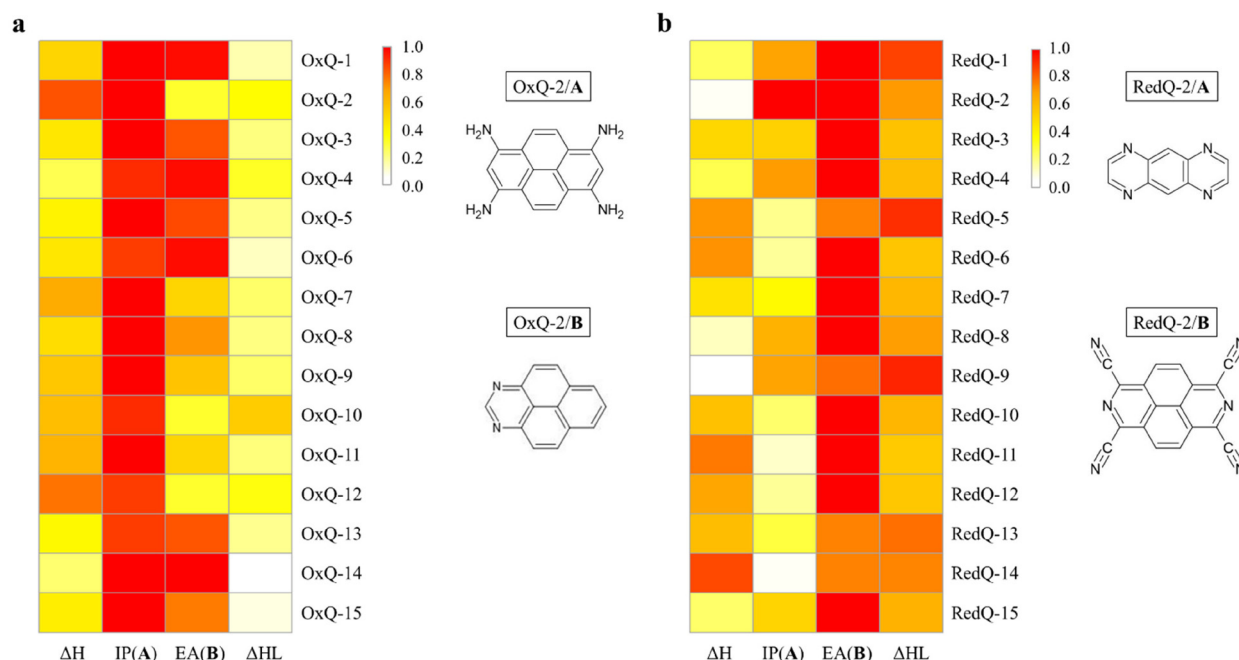 a
1.0
0.8
0.6
0.4
0.2
0.0
OxQ-1
OxQ-2
OxQ-3
OxQ-4
OxQ-5
OxQ-6
OxQ-7
OxQ-8
OxQ-9
OxQ-10
OxQ-11
OxQ-12
OxQ-13
OxQ-14
OxQ-15
ΔH IP(A) EA(B) ΔHL
OxQ-2/A
NH₂ NH₂
NH₂ NH₂
OxQ-2/B
N
N
b
1.0
0.8
0.6
0.4
0.2
0.0
RedQ-1
RedQ-2
RedQ-3
RedQ-4
RedQ-5
RedQ-6
RedQ-7
RedQ-8
RedQ-9
RedQ-10
RedQ-11
RedQ-12
RedQ-13
RedQ-14
RedQ-15
ΔH IP(A) EA(B) ΔHL
RedQ-2/A
N N
N N
RedQ-2/B
N N
C C
N N
C C
N N